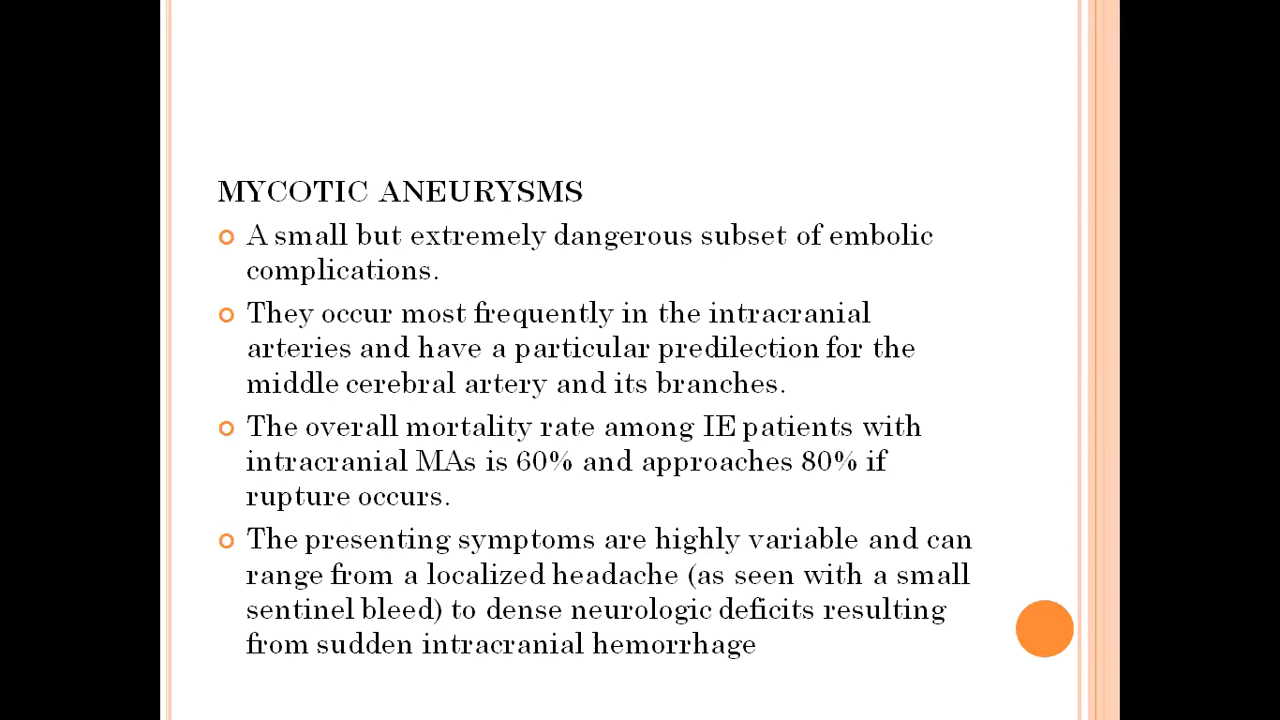 MYCOTIC ANEURYSMS
A small but extremely dangerous subset of embolic
complications.
They occur most frequently in the intracranial
arteries and have a particular predilection for the
middle cerebral artery and its branches.
The overall mortality rate among IE patients with
intracranial MAs is 60% and approaches 80% if
rupture occurs.
The presenting symptoms are highly variable and can
range from a localized headache (as seen with a small
sentinel bleed) to dense neurologic deficits resulting
from sudden intracranial hemorrhage